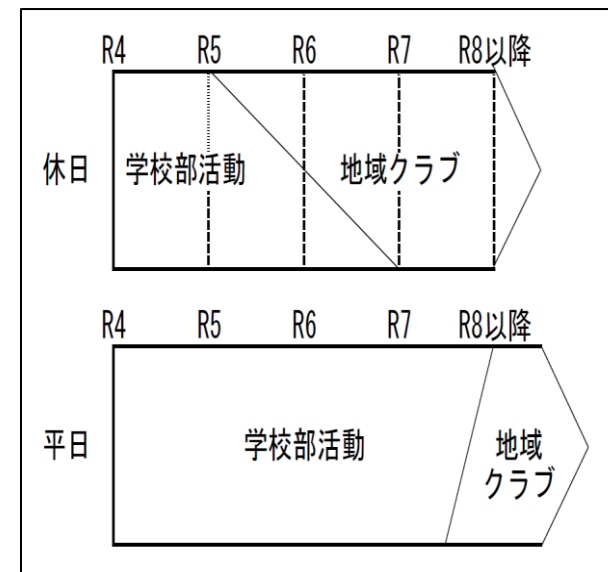 R4 R5 R6 R7 R8以降
休日 学校部活動 地域クラブ
R4 R5 R6 R7 R8以降
平日 学校部活動 地域
クラブ